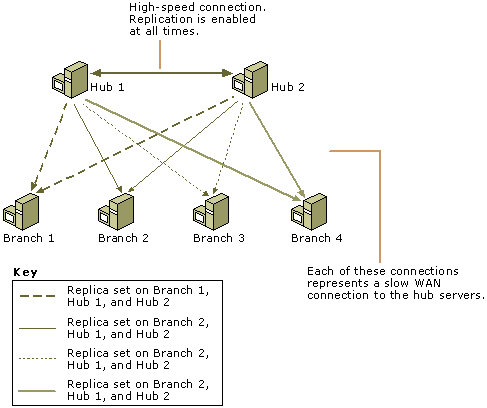 High-speed connection.
Replication is enabled
at all times.
Hub 1
Hub 2
Branch 1
Branch 2
Branch 3
Branch 4
Each of these connections
represents a slow WAN
connection to the hub servers.
Key
Replica set on Branch 1,
Hub 1, and Hub 2
Replica set on Branch 2,
Hub 1, and Hub 2
Replica set on Branch 2,
Hub 1, and Hub 2
Replica set on Branch 2,
Hub 1, and Hub 2